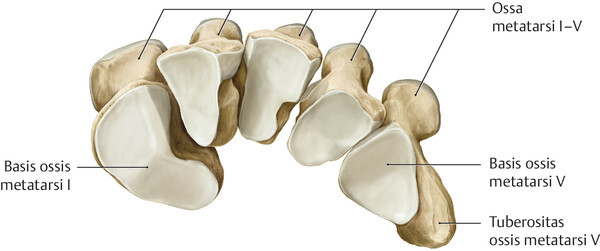 Ossa
metatarsi I–V
Basis ossis
metatarsi I
Basis ossis
metatarsi V
Tuberositas
ossis metatarsi V